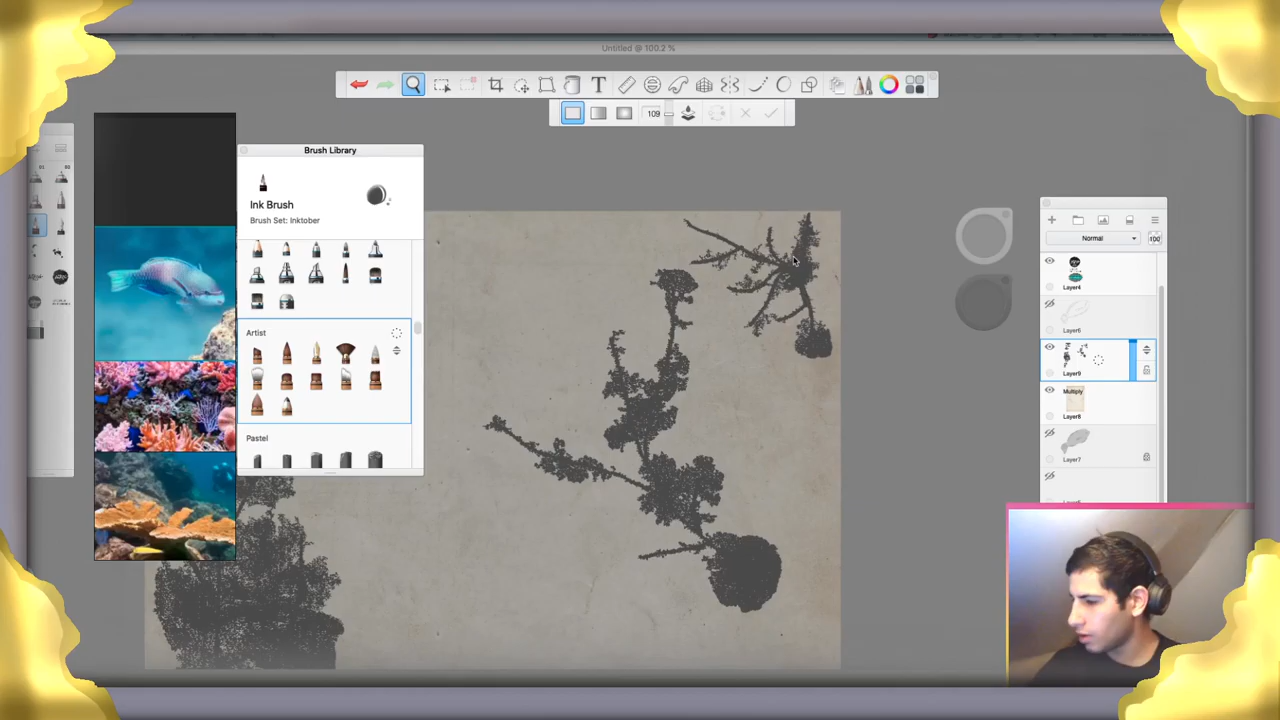 Untitled @ 100.2 %
T
109
Brush Library
Ink Brush
Brush Set: Inktober
Artist
Pastel
Normal
100
Layer4
Layer6
Layer9
Multiply
Layer8
Layer7